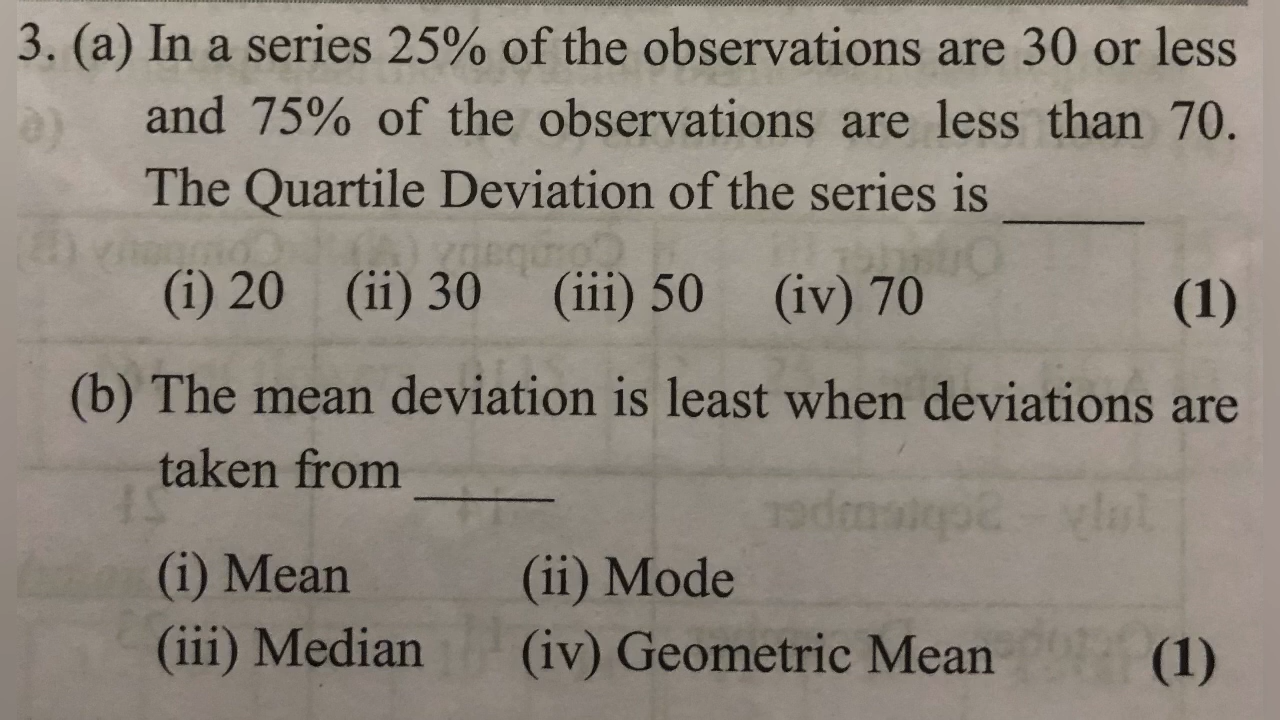 3. (a) In a series 25% of the observations are 30 or less
and 75% of the observations are less than 70.
The Quartile Deviation of the series is ______
(i) 20 (ii) 30 (iii) 50 (iv) 70 (1)
(b) The mean deviation is least when deviations are
taken from ______
(i) Mean (ii) Mode
(iii) Median (iv) Geometric Mean (1)